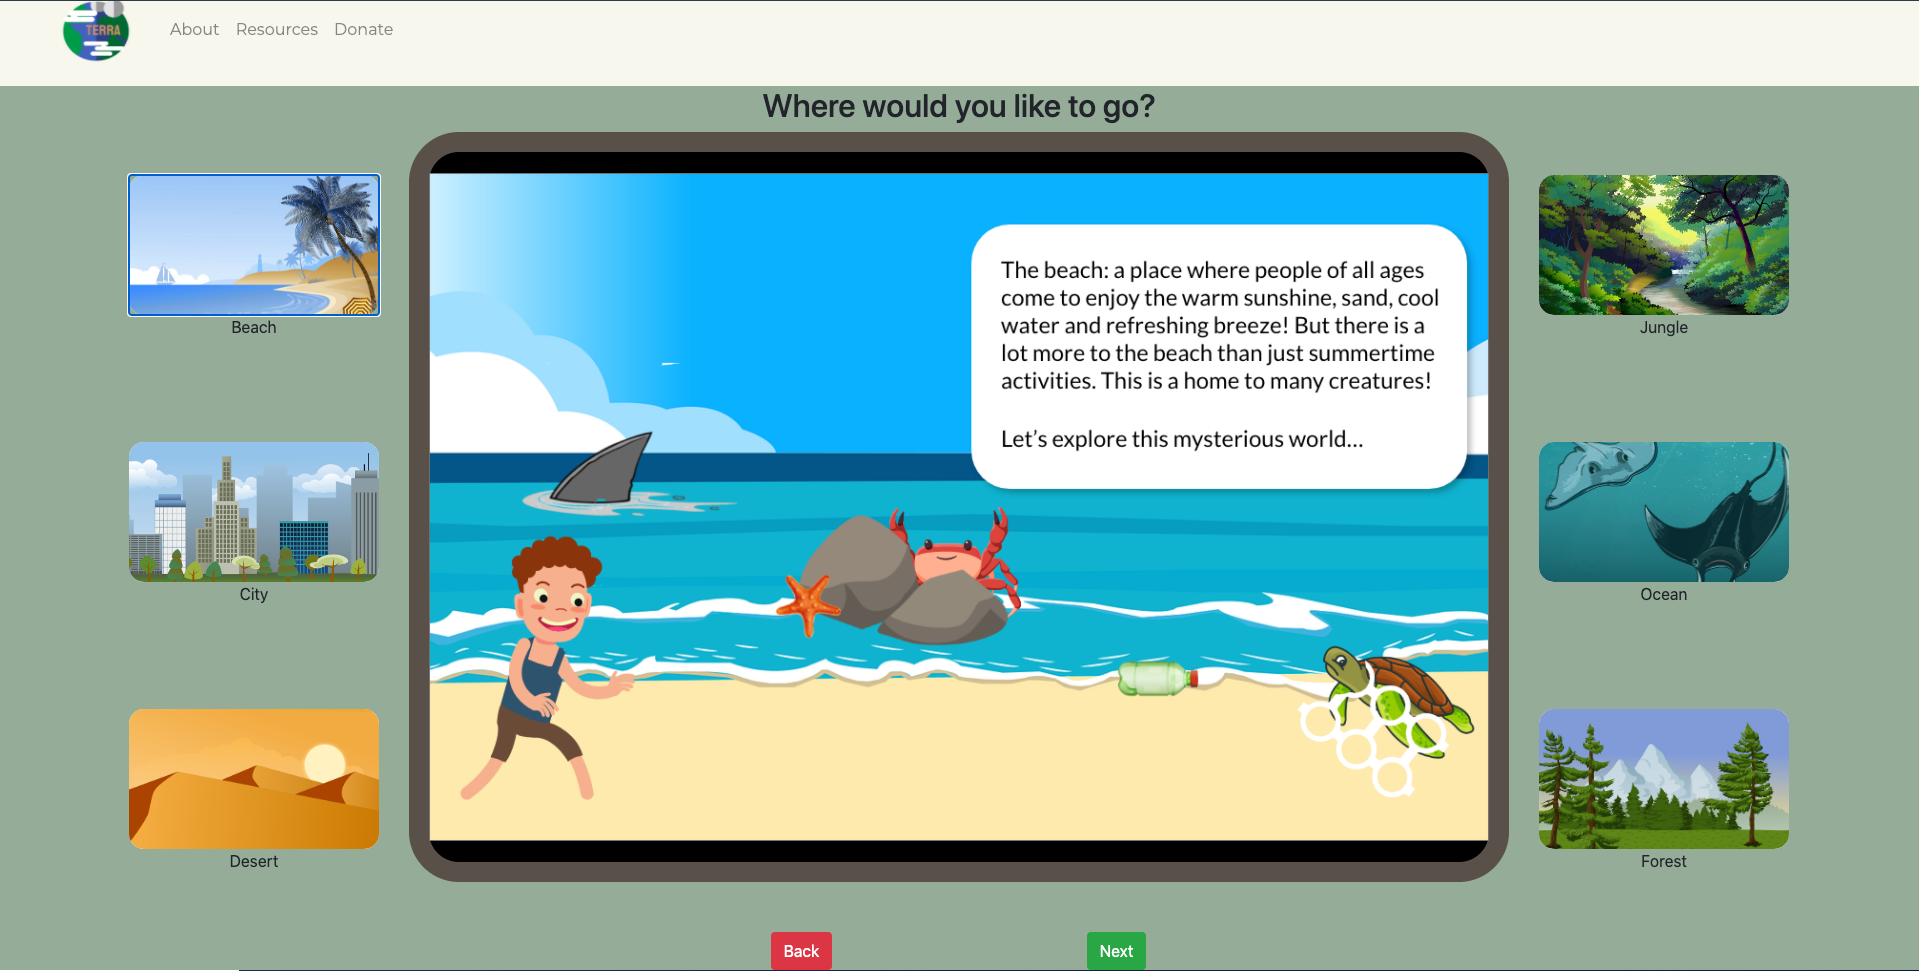 TERRA
About Resources Donate
Where would you like to go?
The beach: a place where people of all ages
come to enjoy the warm sunshine, sand, cool
water and refreshing breeze! But there is a
lot more to the beach than just summertime
activities. This is a home to many creatures!
Let's explore this mysterious world...
Beach
City
Desert
Jungle
Ocean
Forest
Back
Next